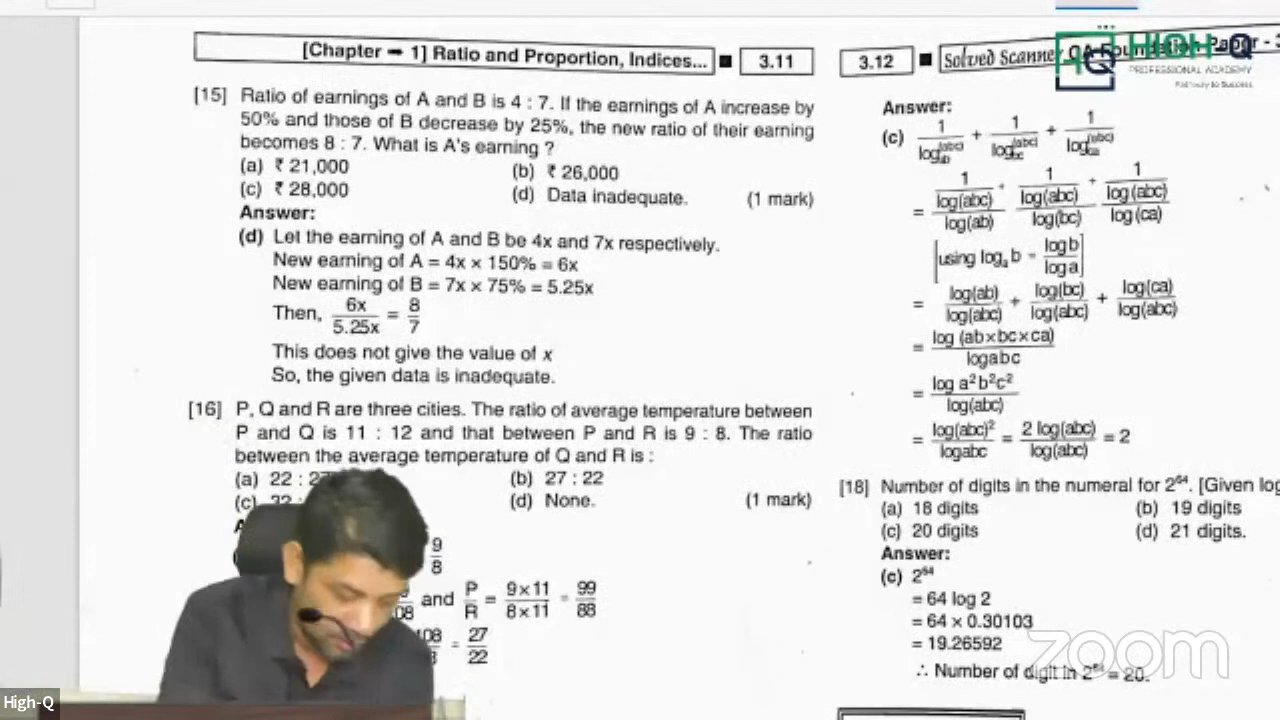 [Chapter ➡ 1] Ratio and Proportion, Indices... ■ 3.11
[15] Ratio of earnings of A and B is 4 : 7. If the earnings of A increase by
50% and those of B decrease by 25%, the new ratio of their earning
becomes 8 : 7. What is A's earning ?
(a) ₹ 21,000 (b) ₹ 26,000
(c) ₹ 28,000 (d) Data inadequate. (1 mark)
Answer:
(d) Let the earning of A and B be 4x and 7x respectively.
New earning of A = 4x × 150% = 6x
New earning of B = 7x × 75% = 5.25x
Then, 6x/5.25x = 8/7
This does not give the value of x
So, the given data is inadequate.
[16] P, Q and R are three cities. The ratio of average temperature between
P and Q is 11 : 12 and that between P and R is 9 : 8. The ratio
between the average temperature of Q and R is :
(a) 22 : 27 (b) 27 : 22
(c) 32 : (d) None. (1 mark)
9/8
and P/R = 9×11/8×11 = 99/88
= 27/22
3.12 ■ Solved Scanner CA Foundation Paper - 3
HIGH-Q
PROFESSIONAL ACADEMY
Pathway to Success
Answer:
(c) 1/log_ab(abc) + 1/log_bc(abc) + 1/log_ca(abc)
= 1/(log(abc)/log(ab)) + 1/(log(abc)/log(bc)) + 1/(log(abc)/log(ca))
[using logₐ b = log b/log a]
= log(ab)/log(abc) + log(bc)/log(abc) + log(ca)/log(abc)
= log (ab×bc×ca)/logabc
= log a²b²c²/log(abc)
= log(abc)²/logabc = 2 log(abc)/log(abc) = 2
[18] Number of digits in the numeral for 2⁶⁴. [Given log
(a) 18 digits (b) 19 digits
(c) 20 digits (d) 21 digits.
Answer:
(c) 2⁶⁴
= 64 log 2
= 64 × 0.30103
= 19.26592
∴ Number of digit in 2⁶⁴ = 20.
zoom
High-Q